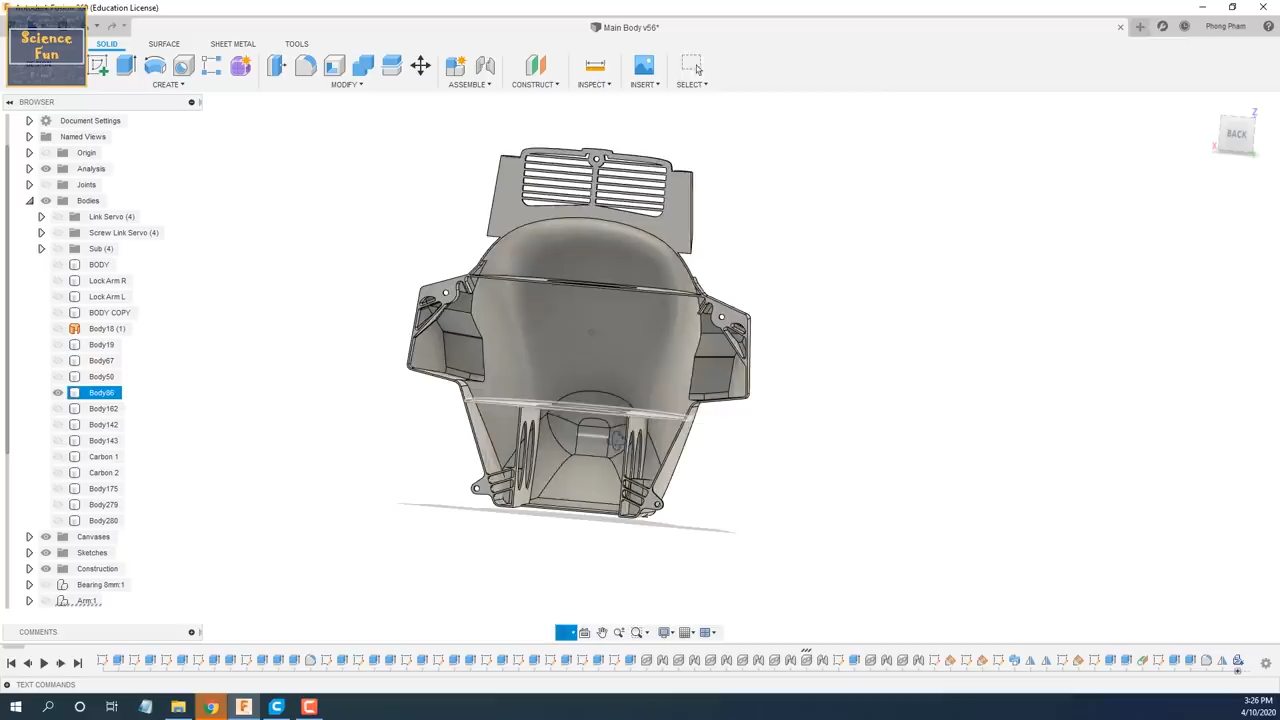 Autodesk Fusion 360 (Education License)
Science
Fun
Main Body v56*
Phong Pham
SOLID
SURFACE
SHEET METAL
TOOLS
CREATE
MODIFY
ASSEMBLE
CONSTRUCT
INSPECT
INSERT
SELECT
BROWSER
Document Settings
Named Views
Origin
Analysis
Joints
Bodies
Link Servo (4)
Screw Link Servo (4)
Sub (4)
BODY
Lock Arm R
Lock Arm L
BODY COPY
Body18 (1)
Body19
Body67
Body50
Body86
Body162
Body142
Body143
Carbon 1
Carbon 2
Body175
Body279
Body280
Canvases
Sketches
Construction
Bearing 8mm:1
Arm:1
Z
BACK
X
COMMENTS
TEXT COMMANDS
3:26 PM
4/10/2020